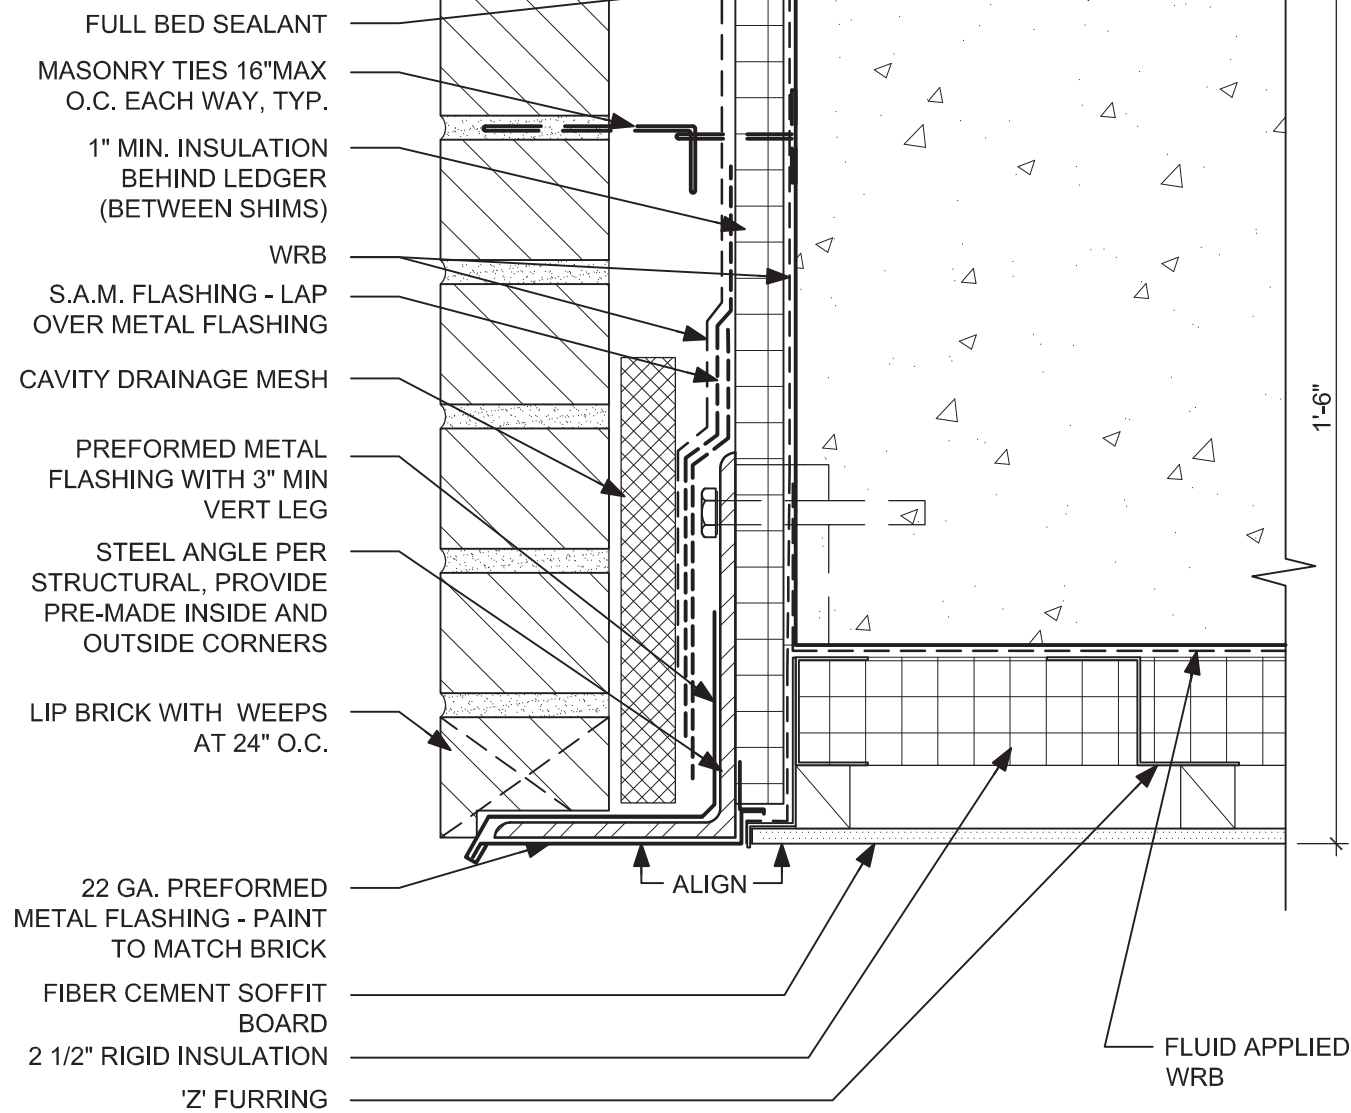 FULL BED SEALANT
MASONRY TIES 16"MAX
O.C. EACH WAY, TYP.
1" MIN. INSULATION
BEHIND LEDGER
(BETWEEN SHIMS)
WRB
S.A.M. FLASHING - LAP
OVER METAL FLASHING
CAVITY DRAINAGE MESH
PREFORMED METAL
FLASHING WITH 3" MIN
VERT LEG
STEEL ANGLE PER
STRUCTURAL, PROVIDE
PRE-MADE INSIDE AND
OUTSIDE CORNERS
LIP BRICK WITH WEEPS
AT 24" O.C.
22 GA. PREFORMED
METAL FLASHING - PAINT
TO MATCH BRICK
FIBER CEMENT SOFFIT
BOARD
2 1/2" RIGID INSULATION
'Z' FURRING
ALIGN
1'-6"
FLUID APPLIED
WRB